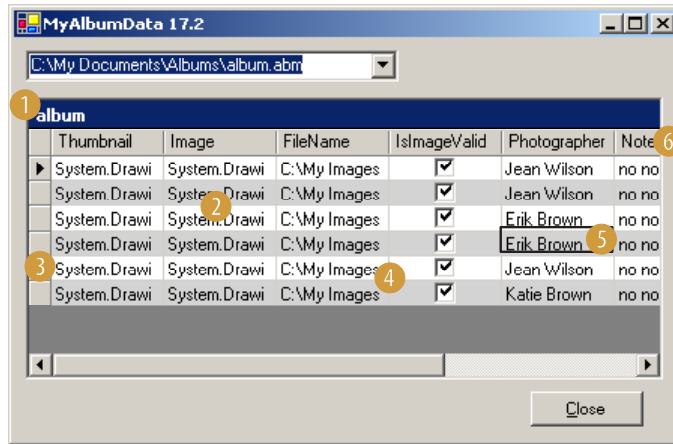 MyAlbumData 17.2
C:\My Documents\Albums\album.abm
1
album
Thumbnail Image FileName IsImageValid Photographer Note 6
System.Drawi System.Drawi C:\My Images Jean Wilson no no
System.Drawi System.Drawi C:\My Images Jean Wilson no no
2
System.Drawi System.Drawi C:\My Images Erik Brown no no
System.Drawi System.Drawi C:\My Images Erik Brown 5 no no
3 System.Drawi System.Drawi C:\My Images 4 Jean Wilson no no
System.Drawi System.Drawi C:\My Images Katie Brown no no
Close